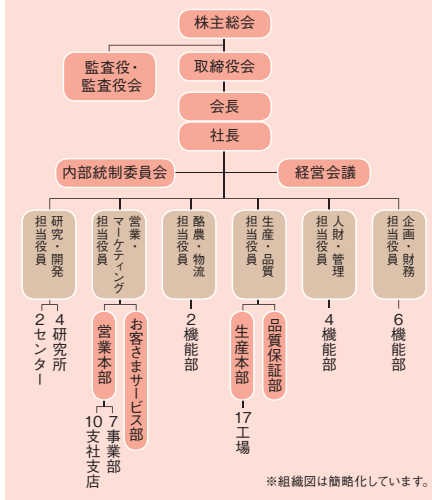 株主総会
監査役・
監査役会
取締役会
会長
社長
内部統制委員会
経営会議
研究・開発
担当役員
営業・
マーケティング
担当役員
酪農・物流
担当役員
生産・品質
担当役員
人財・管理
担当役員
企画・財務
担当役員
4研究所
2センター
営業本部
お客さまサービス部
7事業部
10支社支店
2機能部
生産本部
品質保証部
17工場
4機能部
6機能部
※組織図は簡略化しています。